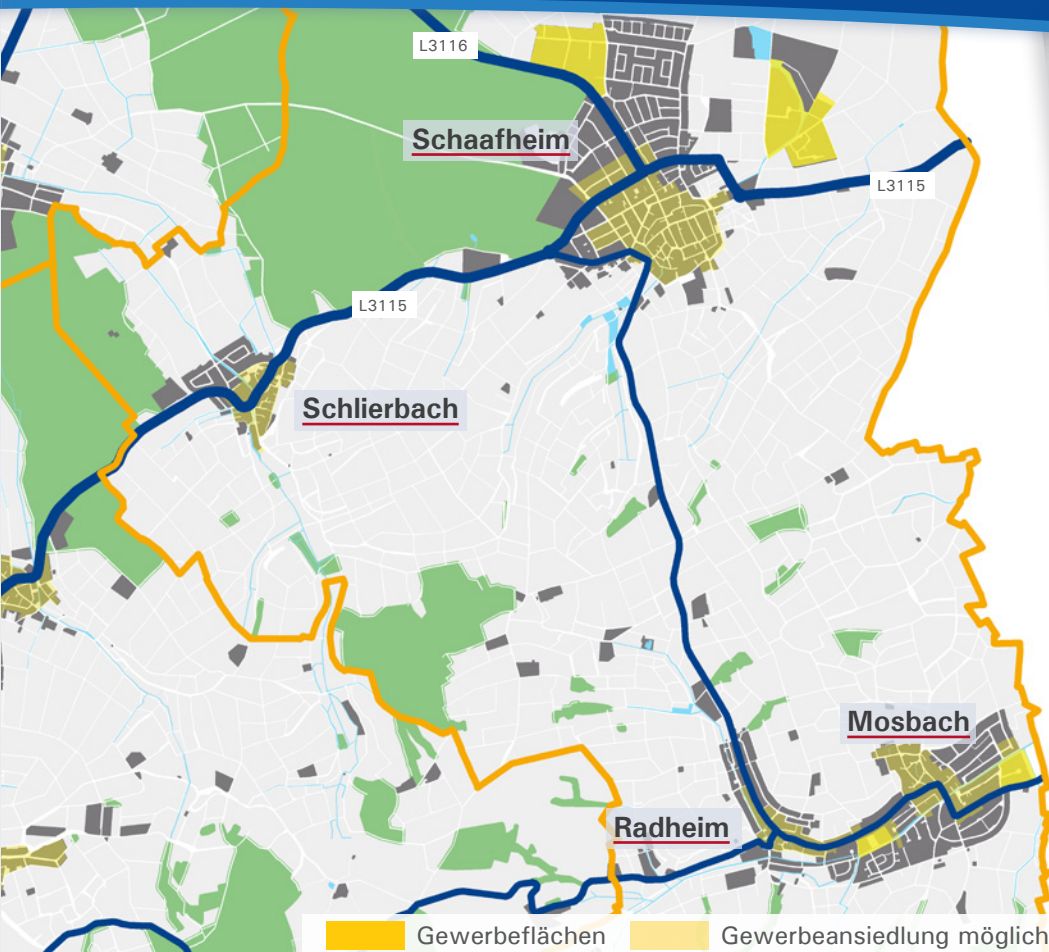 L3116
Schaafheim
L3115
L3115
Schlierbach
Mosbach
Radheim
Gewerbeflächen
Gewerbeansiedlung möglich